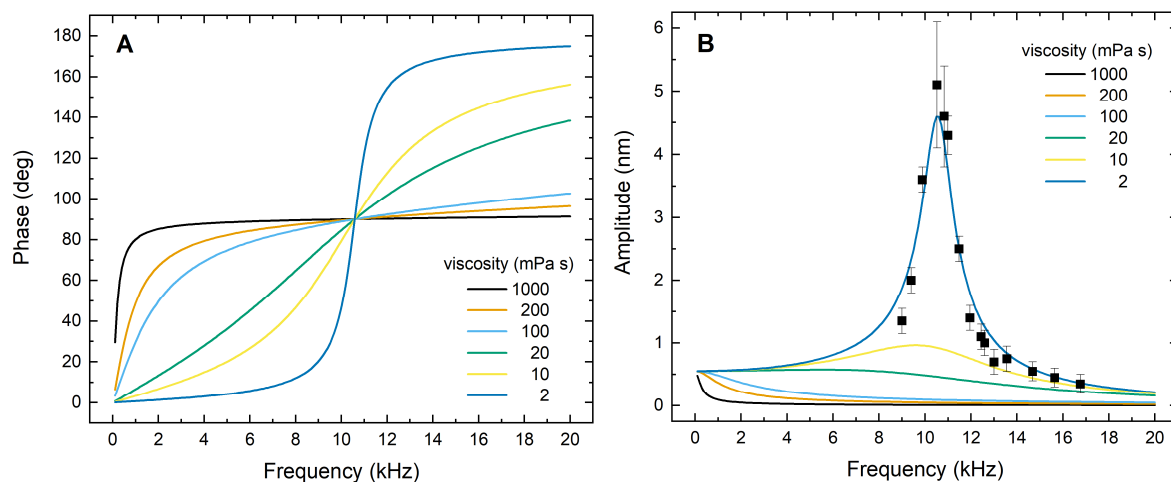 A
Phase (deg)
180
160
140
120
100
80
60
40
20
0
viscosity (mPa s)
1000
200
100
20
10
2
0 2 4 6 8 10 12 14 16 18 20
Frequency (kHz)
B
Amplitude (nm)
6
5
4
3
2
1
0
viscosity (mPa s)
1000
200
100
20
10
2
0 2 4 6 8 10 12 14 16 18 20
Frequency (kHz)